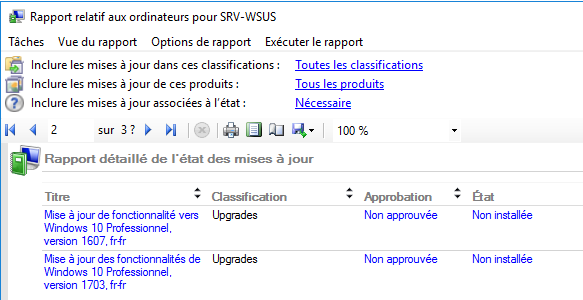 Rapport relatif aux ordinateurs pour SRV-WSUS
Tâches Vue du rapport Options de rapport Exécuter le rapport
Inclure les mises à jour dans ces classifications : Toutes les classifications
Inclure les mises à jour de ces produits : Tous les produits
Inclure les mises à jour associées à l'état : Nécessaire
2 sur 3 ? 100 %
Rapport détaillé de l'état des mises à jour
Titre Classification Approbation État
Mise à jour de fonctionnalité vers Upgrades Non approuvée Non installée
Windows 10 Professionnel,
version 1607, fr-fr
Mise à jour des fonctionnalités de Upgrades Non approuvée Non installée
Windows 10 Professionnel,
version 1703, fr-fr